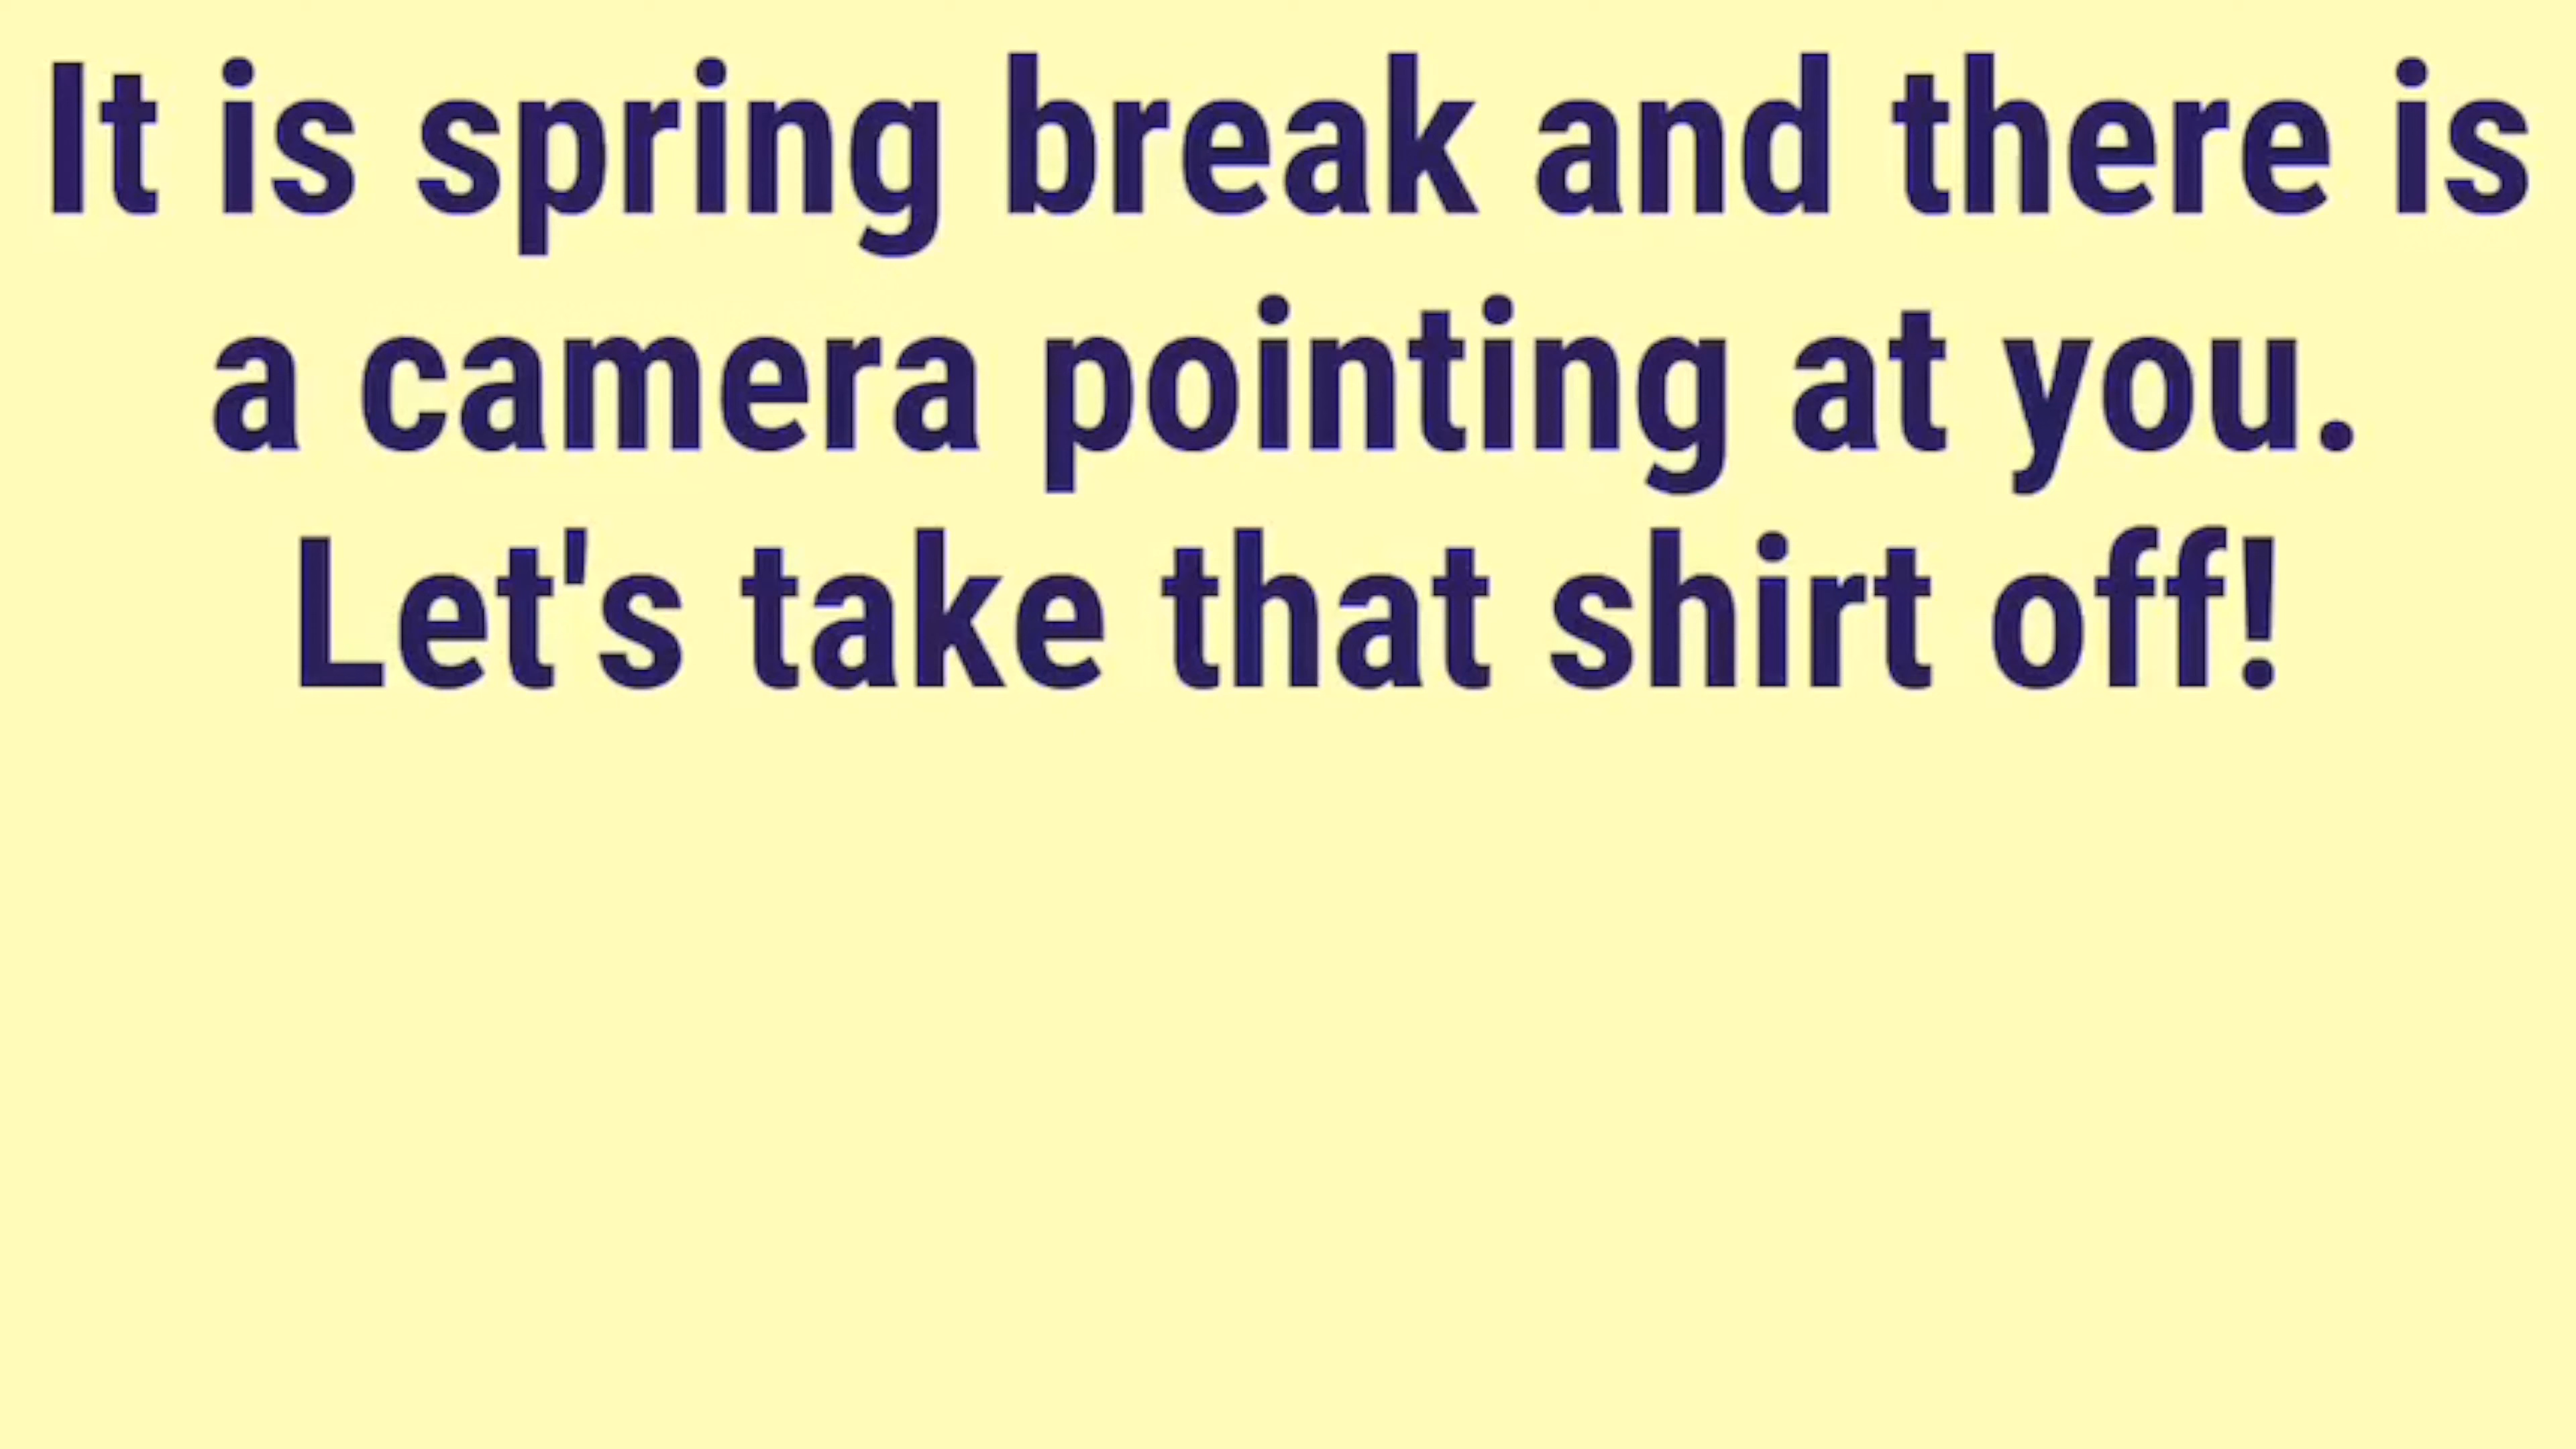 It is spring break and there is
a camera pointing at you.
Let's take that shirt off!